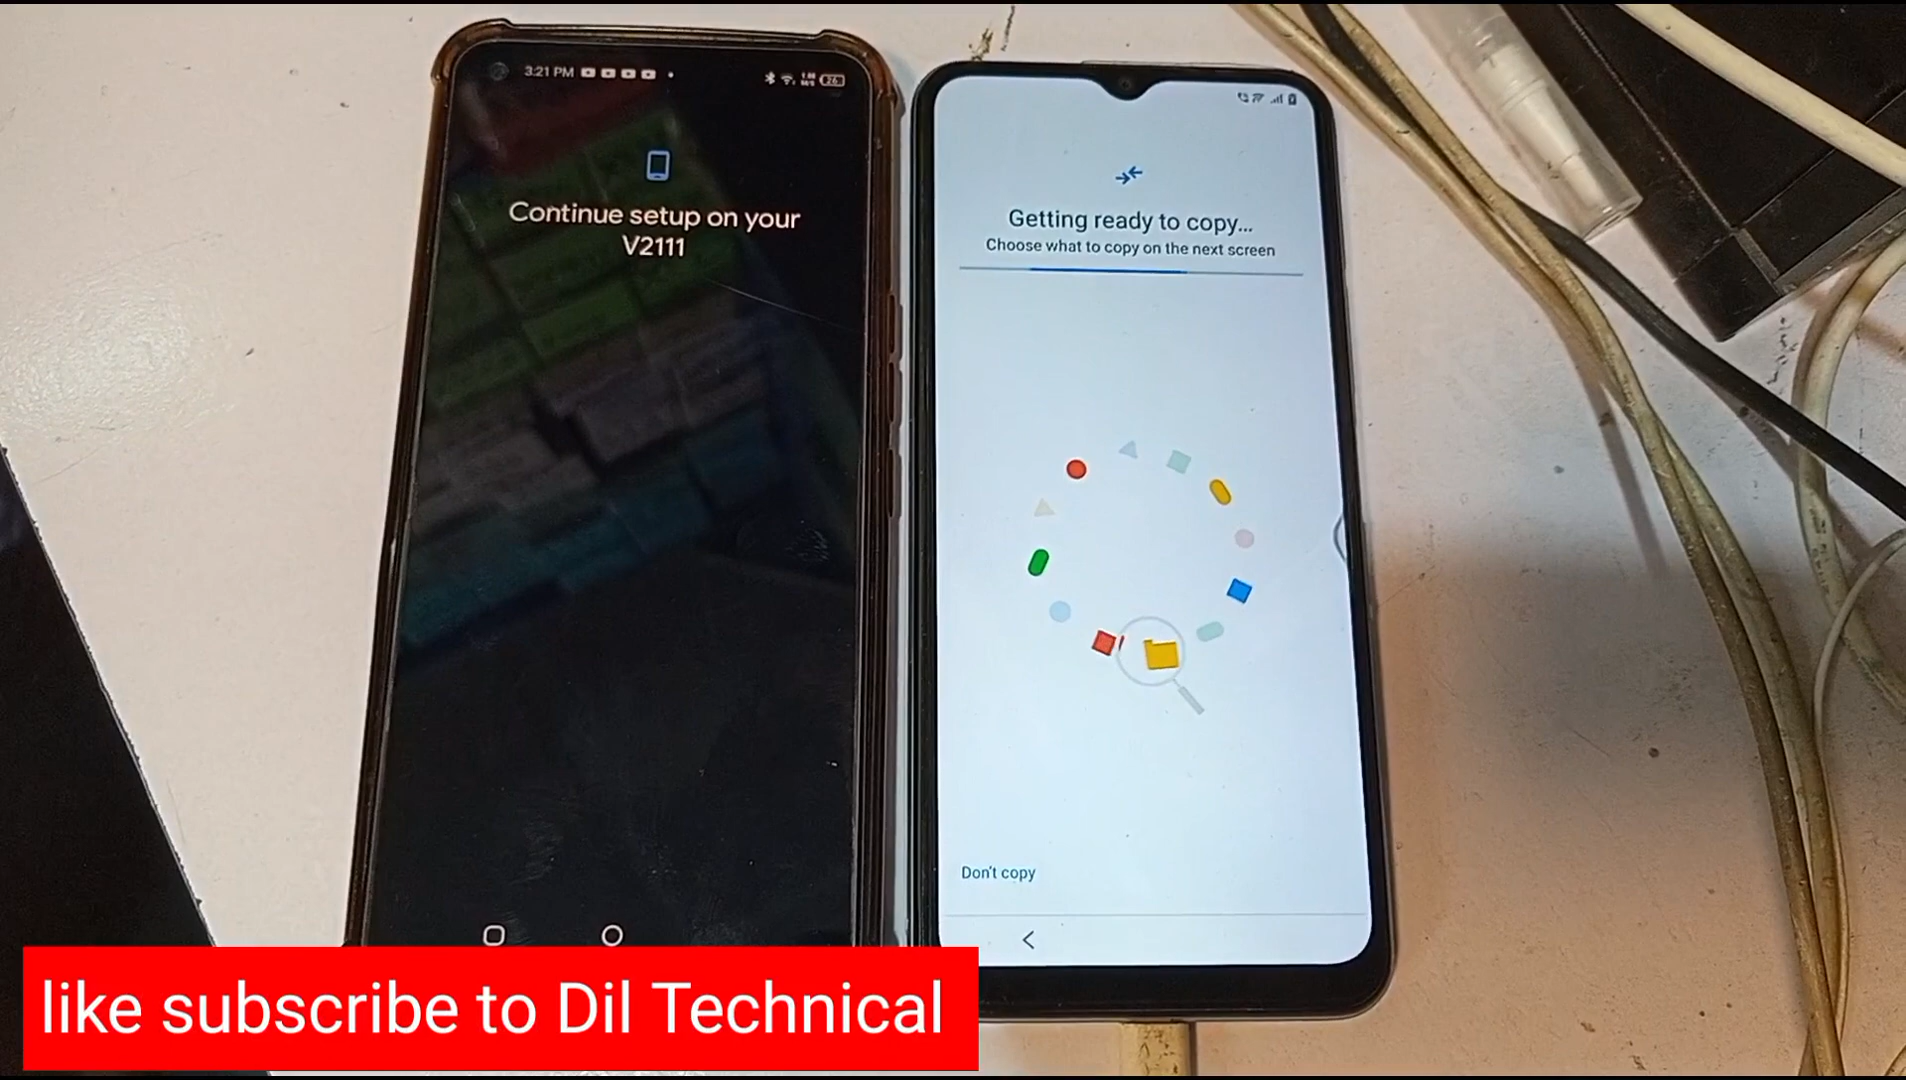 3:21 PM
26
Continue setup on your
V2111
Getting ready to copy...
Choose what to copy on the next screen
Don't copy
like subscribe to Dil Technical